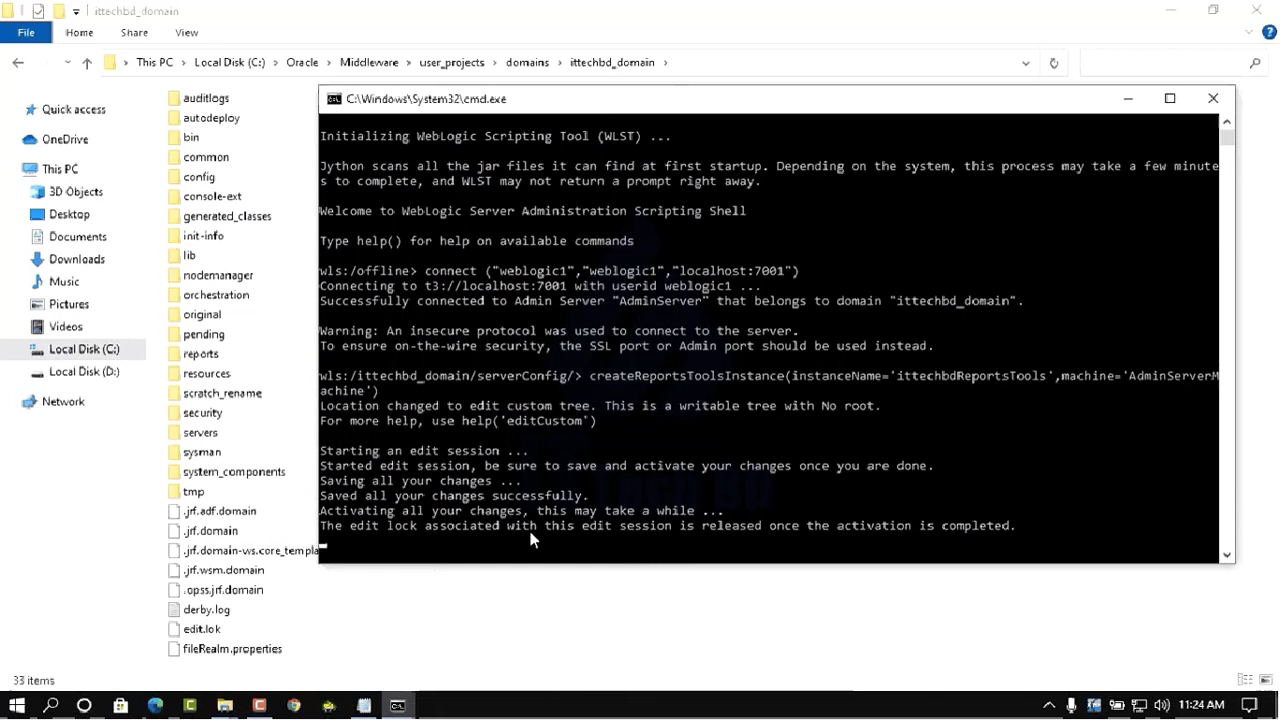 ittechbd_domain
File Home Share View
This PC Local Disk (C:) Oracle Middleware user_projects domains ittechbd_domain
Quick access
OneDrive
This PC
3D Objects
Desktop
Documents
Downloads
Music
Pictures
Videos
Local Disk (C:)
Local Disk (D:)
Network
auditlogs
autodeploy
bin
common
config
console-ext
generated_classes
init-info
lib
nodemanager
orchestration
original
pending
reports
resources
scratch_rename
security
servers
sysman
system_components
tmp
.jrf.adf.domain
.jrf.domain
.jrf.domain-ws.core_templa
.jrf.wsm.domain
.opss.jrf.domain
derby.log
edit.lok
fileRealm.properties
C:\Windows\System32\cmd.exe
Initializing WebLogic Scripting Tool (WLST) ...
Jython scans all the jar files it can find at first startup. Depending on the system, this process may take a few minute
s to complete, and WLST may not return a prompt right away.
Welcome to WebLogic Server Administration Scripting Shell
Type help() for help on available commands
wls:/offline> connect ("weblogic1","weblogic1","localhost:7001")
Connecting to t3://localhost:7001 with userid weblogic1 ...
Successfully connected to Admin Server "AdminServer" that belongs to domain "ittechbd_domain".
Warning: An insecure protocol was used to connect to the server.
To ensure on-the-wire security, the SSL port or Admin port should be used instead.
wls:/ittechbd_domain/serverConfig/> createReportsToolsInstance(instanceName='ittechbdReportsTools',machine='AdminServerM
achine')
Location changed to edit custom tree. This is a writable tree with No root.
For more help, use help('editCustom')
Starting an edit session ...
Started edit session, be sure to save and activate your changes once you are done.
Saving all your changes ...
Saved all your changes successfully.
Activating all your changes, this may take a while ...
The edit lock associated with this edit session is released once the activation is completed.
33 items
11:24 AM